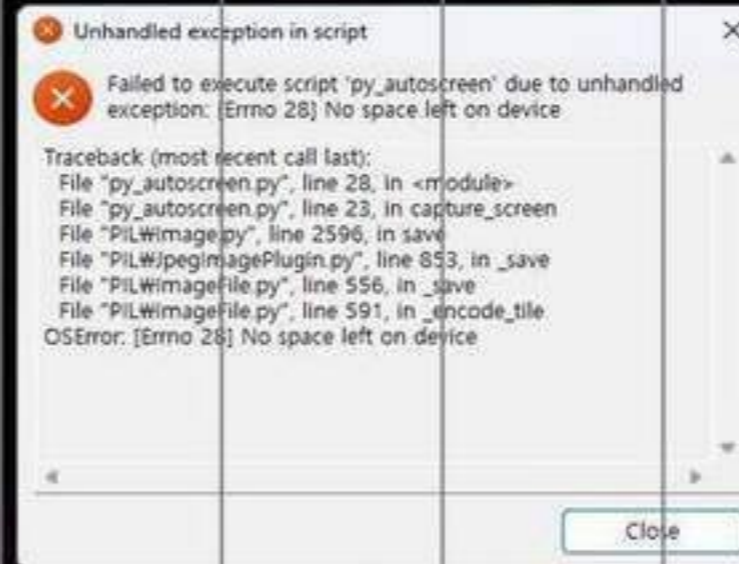 Unhandled exception in script
Failed to execute script 'py_autoscreen' due to unhandled
exception: [Errno 28] No space left on device
Traceback (most recent call last):
File "py_autoscreen.py", line 28, in <module>
File "py_autoscreen.py", line 23, in capture_screen
File "PIL₩Image.py", line 2596, in save
File "PIL₩JpegImagePlugin.py", line 853, in _save
File "PIL₩ImageFile.py", line 556, in _save
File "PIL₩ImageFile.py", line 591, in _encode_tile
OSError: [Errno 28] No space left on device
Close